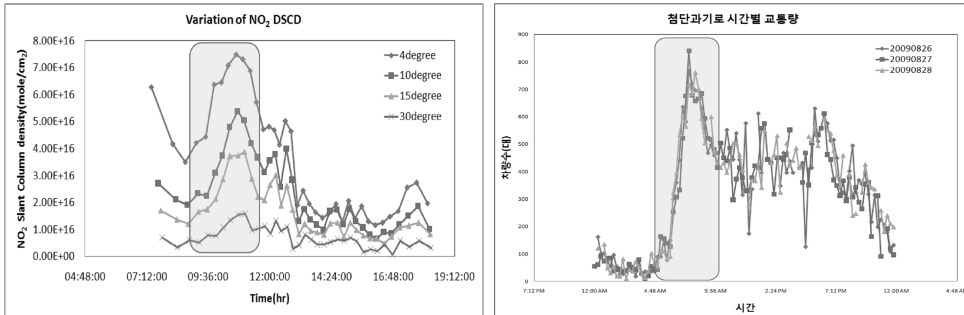 Variation of NO2 DSCD
NO2 Slant Column density(mole/cm2)
8.00E+16
7.00E+16
6.00E+16
5.00E+16
4.00E+16
3.00E+16
2.00E+16
1.00E+16
0.00E+00
4degree
10degree
15degree
30degree
04:48:00 07:12:00 09:36:00 12:00:00 14:24:00 16:48:00 19:12:00
Time(hr)
첨단과기로 시간별 교통량
차량수(대)
900
800
700
600
500
400
300
200
100
0
20090826
20090827
20090828
7:12 PM 12:00 AM 4:48 AM 9:36 AM 2:24 PM 7:12 PM 12:00 AM 4:48 AM
시간